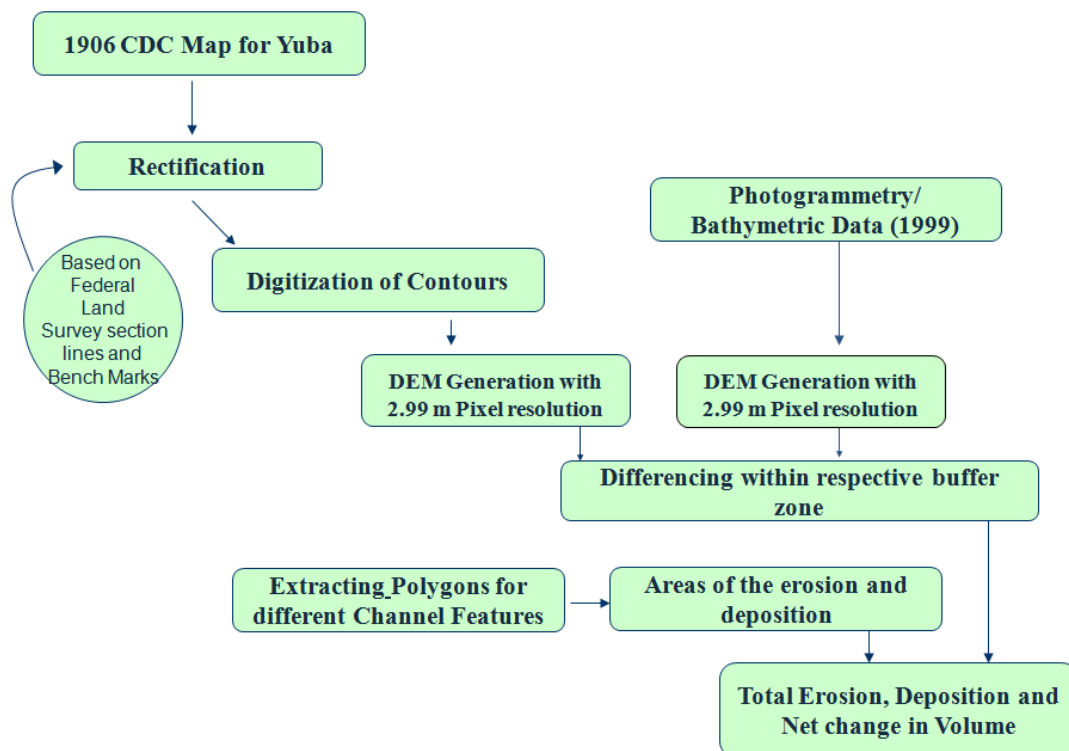 1906 CDC Map for Yuba
Rectification
Based on
Federal
Land
Survey section
lines and
Bench Marks
Photogrammetry/
Bathymetric Data (1999)
Digitization of Contours
DEM Generation with
2.99 m Pixel resolution
DEM Generation with
2.99 m Pixel resolution
Differencing within respective buffer
zone
Extracting Polygons for
different Channel Features
Areas of the erosion and
deposition
Total Erosion, Deposition and
Net change in Volume